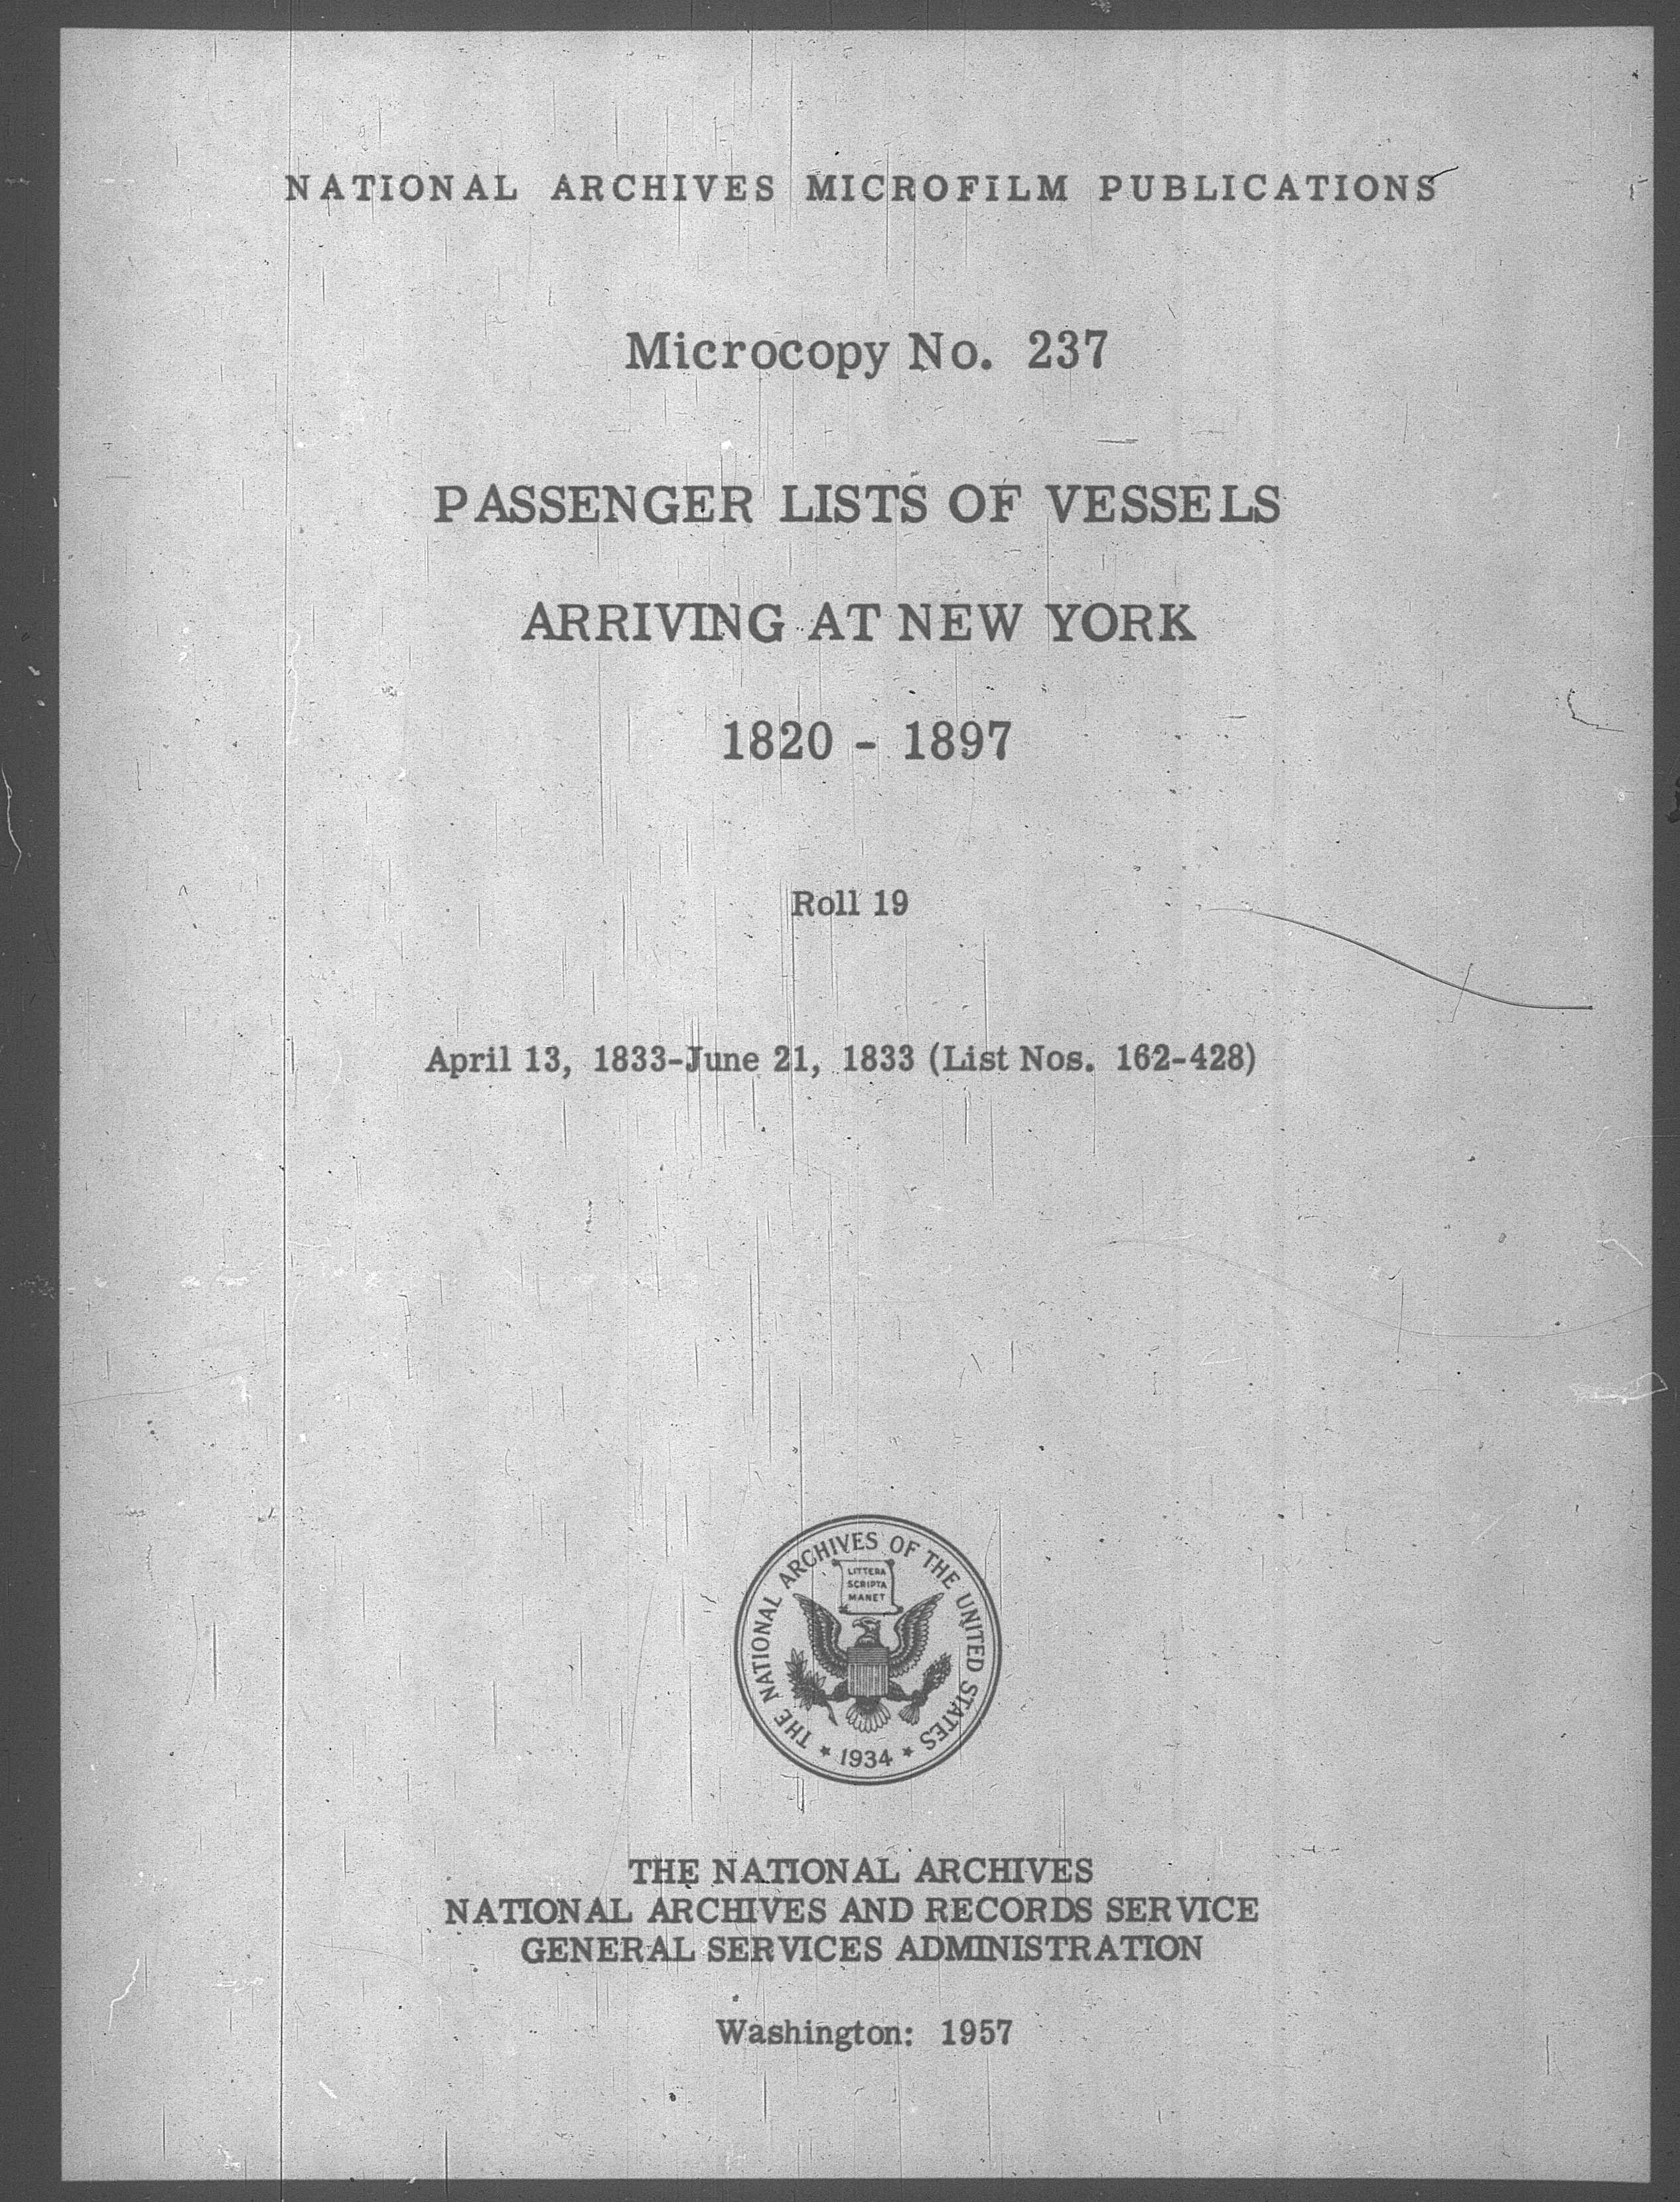 NATIONAL ARCHIVES MICROFILM PUBLICATIONS
Microcopy No. 237
PASSENGER LISTS OF VESSELS
ARRIVING AT NEW YORK
1820 - 1897
Roll 19
April 13, 1833-June 21, 1833 (List Nos. 162-428)
THE NATIONAL ARCHIVES OF THE UNITED STATES
LITTERA
SCRIPTA
MANET
★ 1934 ★
THE NATIONAL ARCHIVES
NATIONAL ARCHIVES AND RECORDS SERVICE
GENERAL SERVICES ADMINISTRATION
Washington: 1957